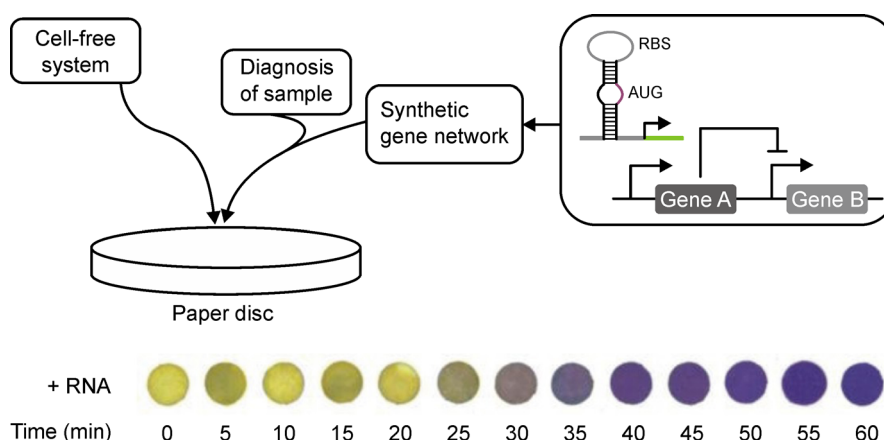 Cell-free
system
Diagnosis
of sample
Synthetic
gene network
RBS
AUG
Gene A
Gene B
Paper disc
+ RNA
Time (min) 0 5 10 15 20 25 30 35 40 45 50 55 60